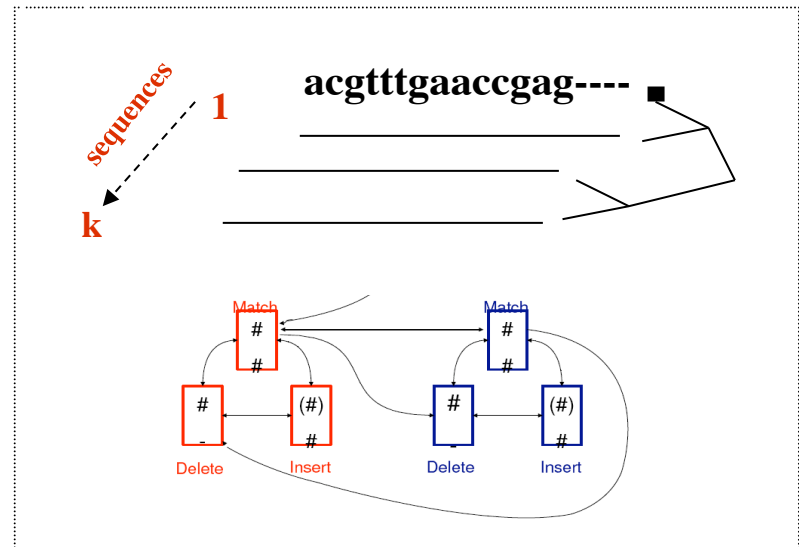 sequences
1
acgtttgaaccgag----
k
Match
Match
#
#
#
#
#
-
(#)
#
#
-
(#)
#
Delete
Insert
Delete
Insert